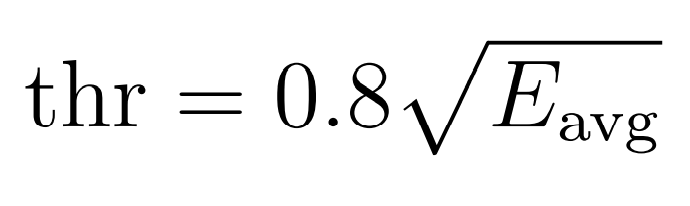 thr = 0.8√E_avg